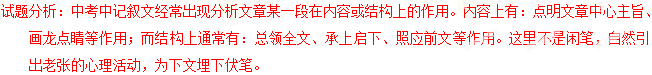 试题分析：中考中记叙文经常出现分析文章某一段在内容或结构上的作用。内容上有：点明文章中心主旨、
画龙点睛等作用；而结构上通常有：总领全文、承上启下、照应前文等作用。这里不是闲笔，自然引
出老张的心理活动，为下文埋下伏笔。